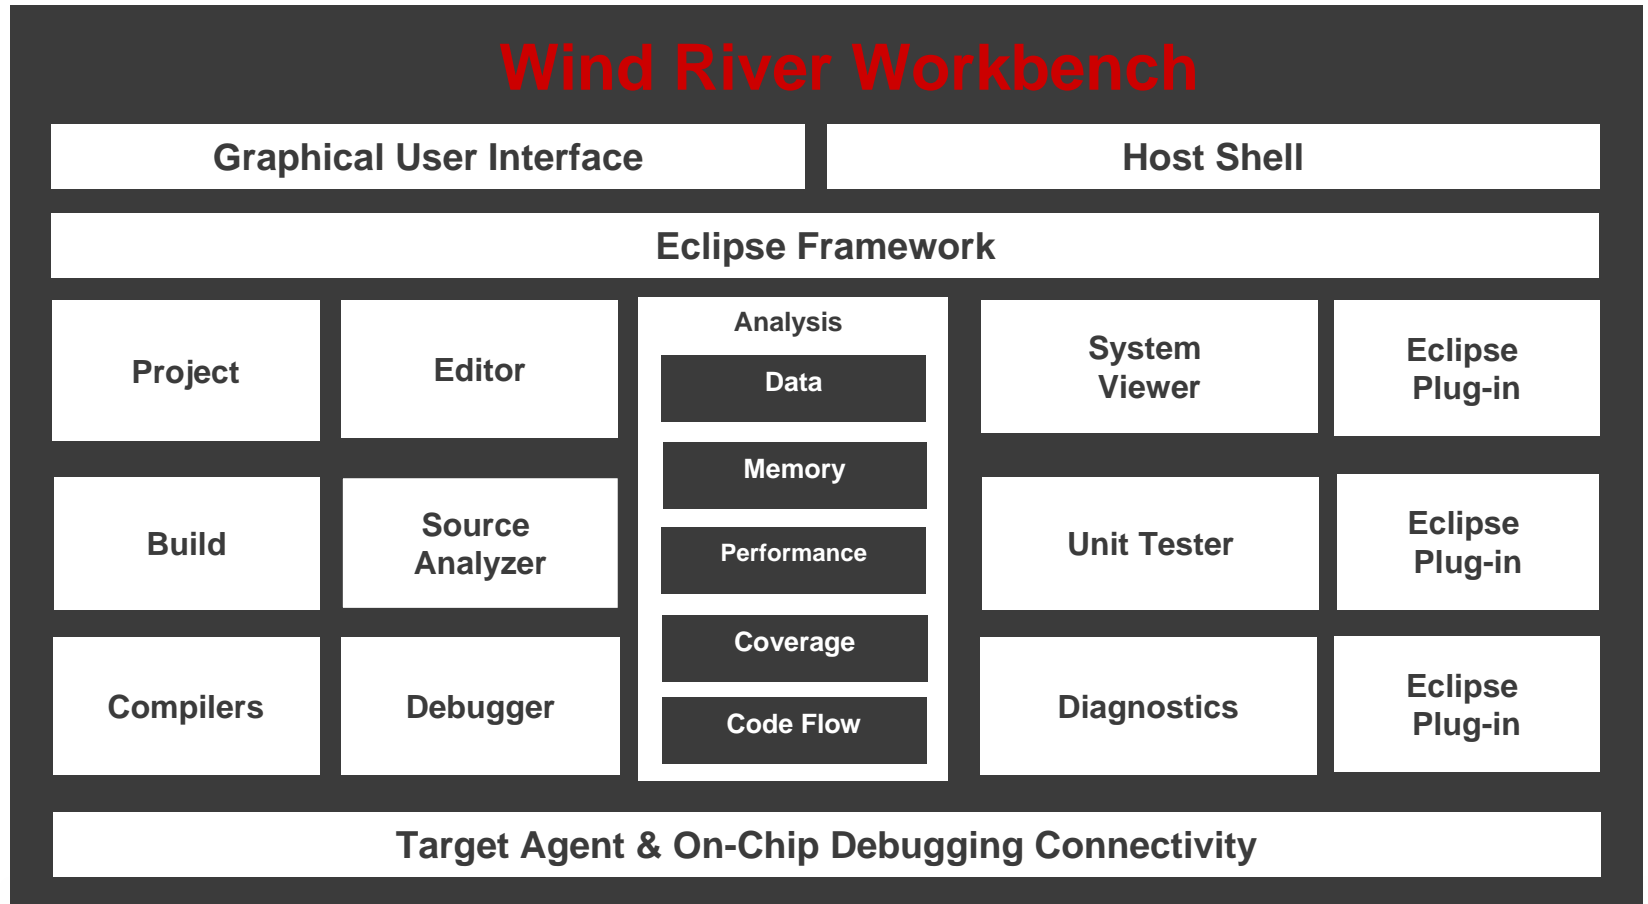 Wind River Workbench
Graphical User Interface
Host Shell
Eclipse Framework
Project
Editor
Analysis
Data
Memory
Performance
Coverage
Code Flow
System
Viewer
Eclipse
Plug-in
Build
Source
Analyzer
Unit Tester
Eclipse
Plug-in
Compilers
Debugger
Diagnostics
Eclipse
Plug-in
Target Agent & On-Chip Debugging Connectivity